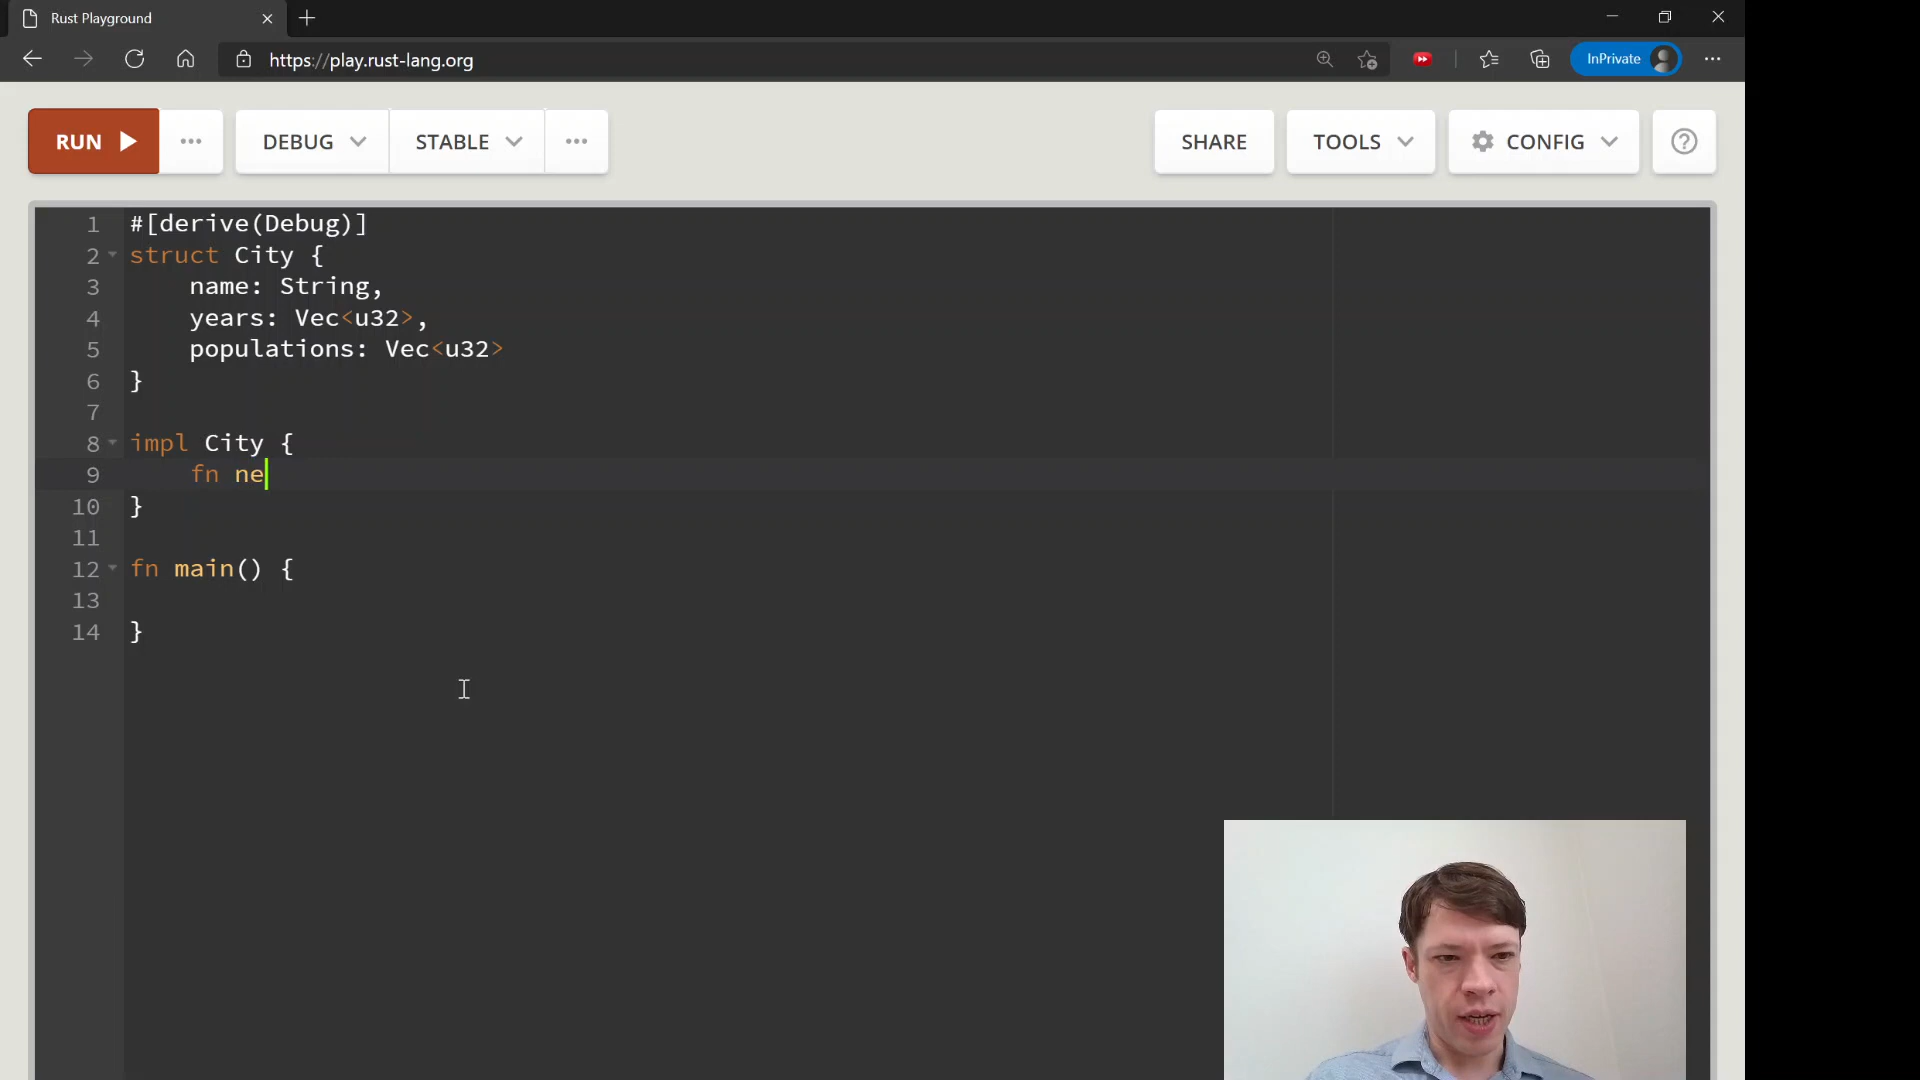 Rust Playground
https://play.rust-lang.org
InPrivate
RUN
DEBUG
STABLE
SHARE
TOOLS
CONFIG
1 #[derive(Debug)]
2 struct City {
3 name: String,
4 years: Vec<u32>,
5 populations: Vec<u32>
6 }
7
8 impl City {
9 fn ne
10 }
11
12 fn main() {
13
14 }